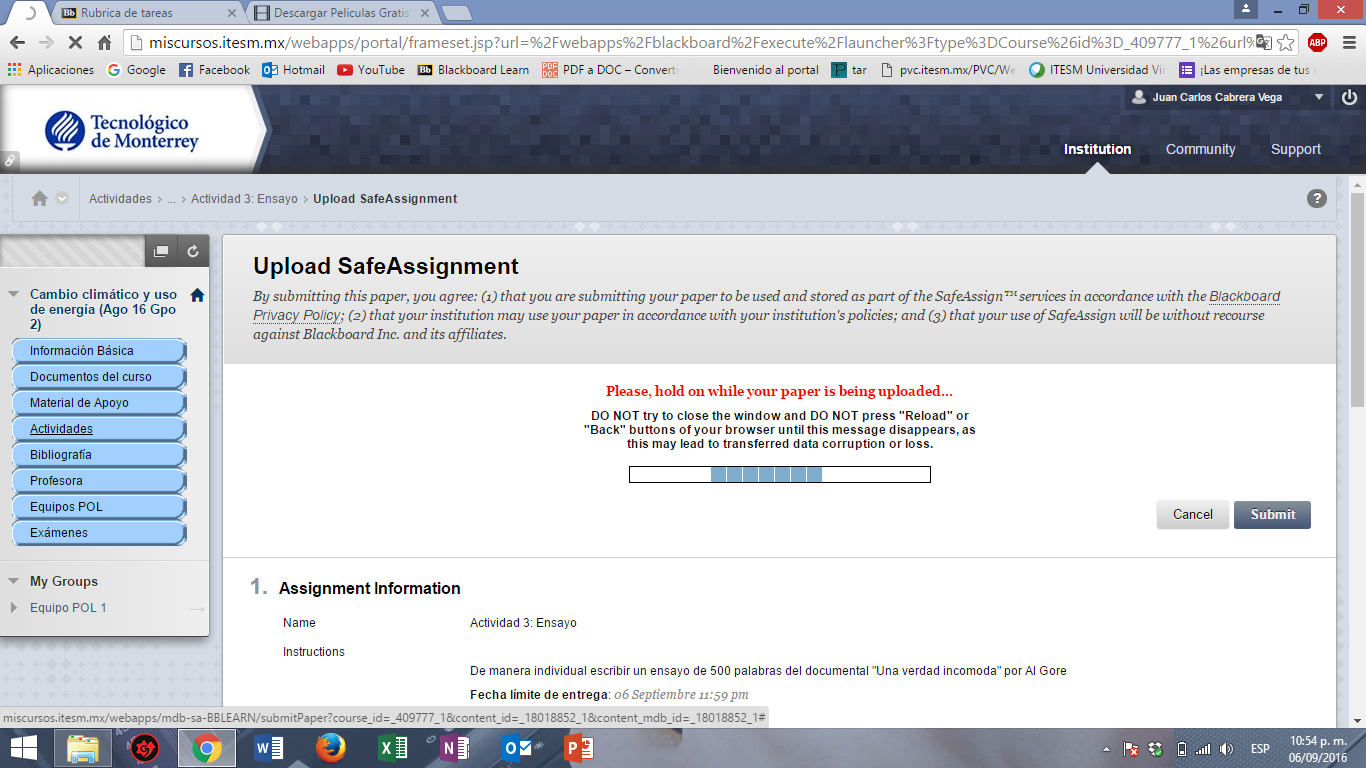 Rubrica de tareas
Descargar Peliculas Gratis
miscursos.itesm.mx/webapps/portal/frameset.jsp?url=%2Fwebapps%2Fblackboard%2Fexecute%2Flauncher%3Ftype%3DCourse%26id%3D_409777_1%26url%
ABP
Aplicaciones Google Facebook Hotmail YouTube Blackboard Learn PDF a DOC – Converti Bienvenido al portal tar pvc.itesm.mx/PVC/We ITESM Universidad Vir ¡Las empresas de tus s
Tecnológico
de Monterrey
Juan Carlos Cabrera Vega
Institution Community Support
Actividades > ... > Actividad 3: Ensayo > Upload SafeAssignment
Cambio climático y uso
de energía (Ago 16 Gpo
2)
Información Básica
Documentos del curso
Material de Apoyo
Actividades
Bibliografía
Profesora
Equipos POL
Exámenes
My Groups
Equipo POL 1
Upload SafeAssignment
By submitting this paper, you agree: (1) that you are submitting your paper to be used and stored as part of the SafeAssign™ services in accordance with the Blackboard
Privacy Policy; (2) that your institution may use your paper in accordance with your institution's policies; and (3) that your use of SafeAssign will be without recourse
against Blackboard Inc. and its affiliates.
Please, hold on while your paper is being uploaded...
DO NOT try to close the window and DO NOT press "Reload" or
"Back" buttons of your browser until this message disappears, as
this may lead to transferred data corruption or loss.
Cancel Submit
1. Assignment Information
Name Actividad 3: Ensayo
Instructions
De manera individual escribir un ensayo de 500 palabras del documental "Una verdad incomoda" por Al Gore
Fecha límite de entrega: 06 Septiembre 11:59 pm
miscursos.itesm.mx/webapps/mdb-sa-BBLEARN/submitPaper?course_id=_409777_1&content_id=_18018852_1&content_mdb_id=_18018852_1#
ESP
10:54 p. m.
06/09/2016